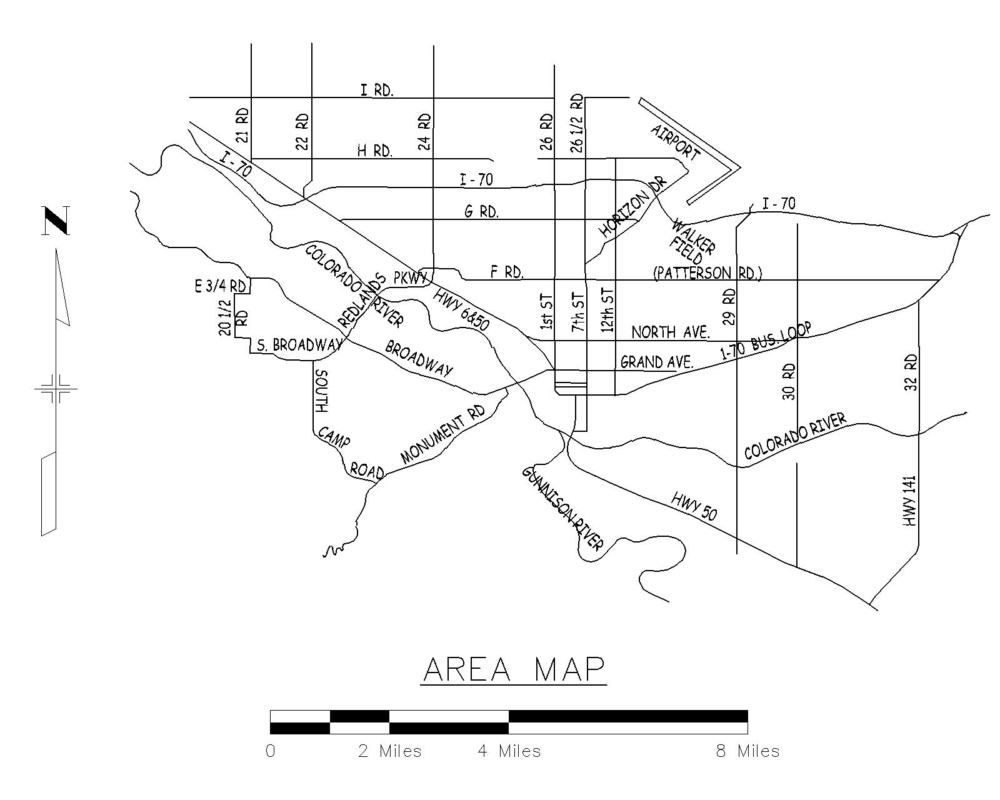 I RD.
21 RD
22 RD
24 RD
26 RD
26 1/2 RD
AIRPORT
H RD.
I-70
I-70
HORIZON DR
G RD.
I-70
WALKER
FIELD
N
COLORADO
RIVER
REDLANDS
PKWY
F RD.
(PATTERSON RD.)
E 3/4 RD
20 1/2
RD
HWY 6&50
1st ST
7th ST
12th ST
29 RD
NORTH AVE.
I-70 BUS. LOOP
S. BROADWAY
BROADWAY
GRAND AVE.
30 RD
32 RD
SOUTH
CAMP
ROAD
MONUMENT RD
COLORADO RIVER
GUNNISON RIVER
HWY 50
HWY 141
AREA MAP
0 2 Miles 4 Miles 8 Miles